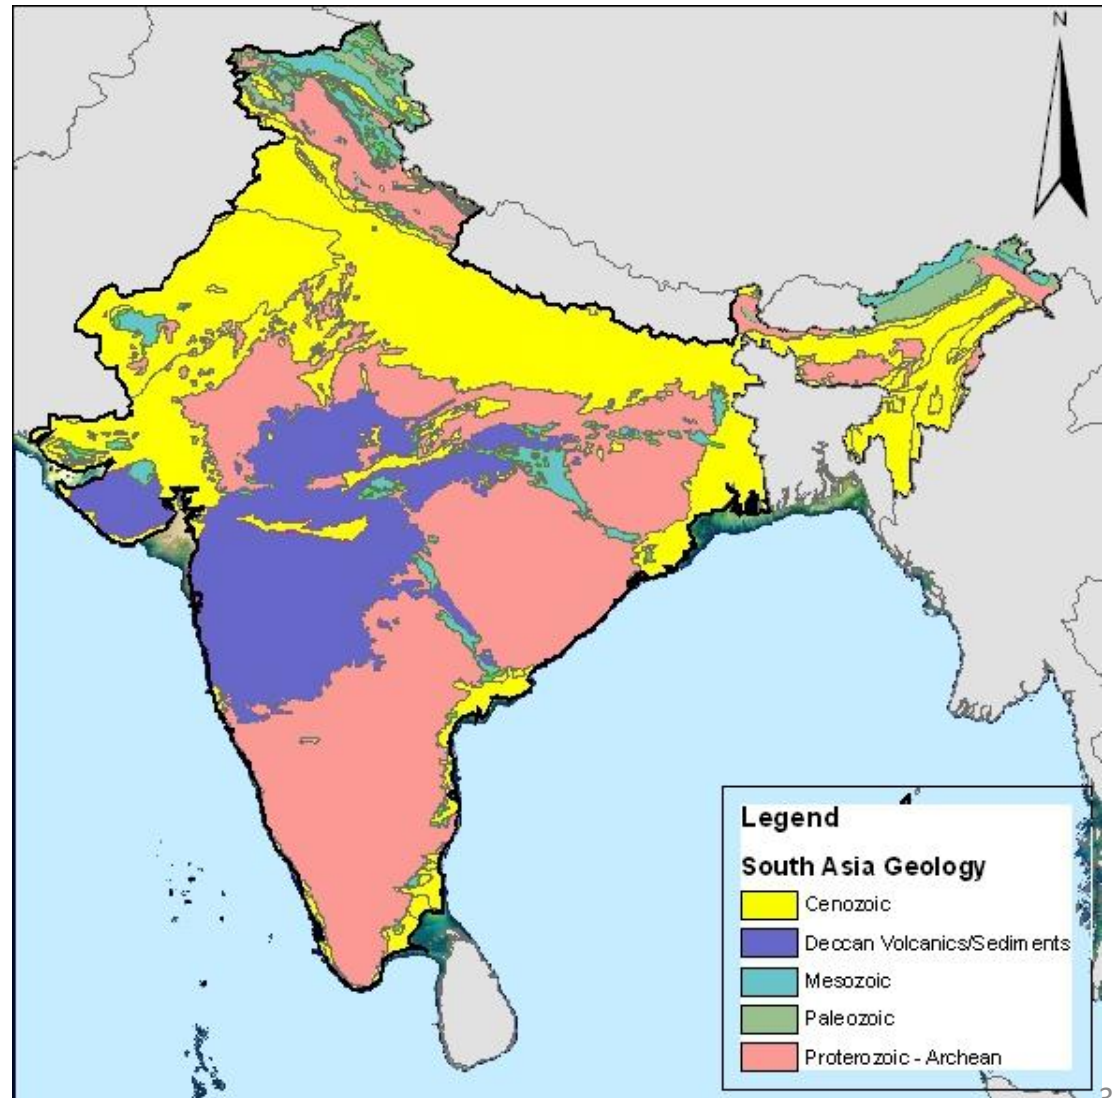 N
Legend
South Asia Geology
Cenozoic
Deccan Volcanics/Sediments
Mesozoic
Paleozoic
Proterozoic - Archean